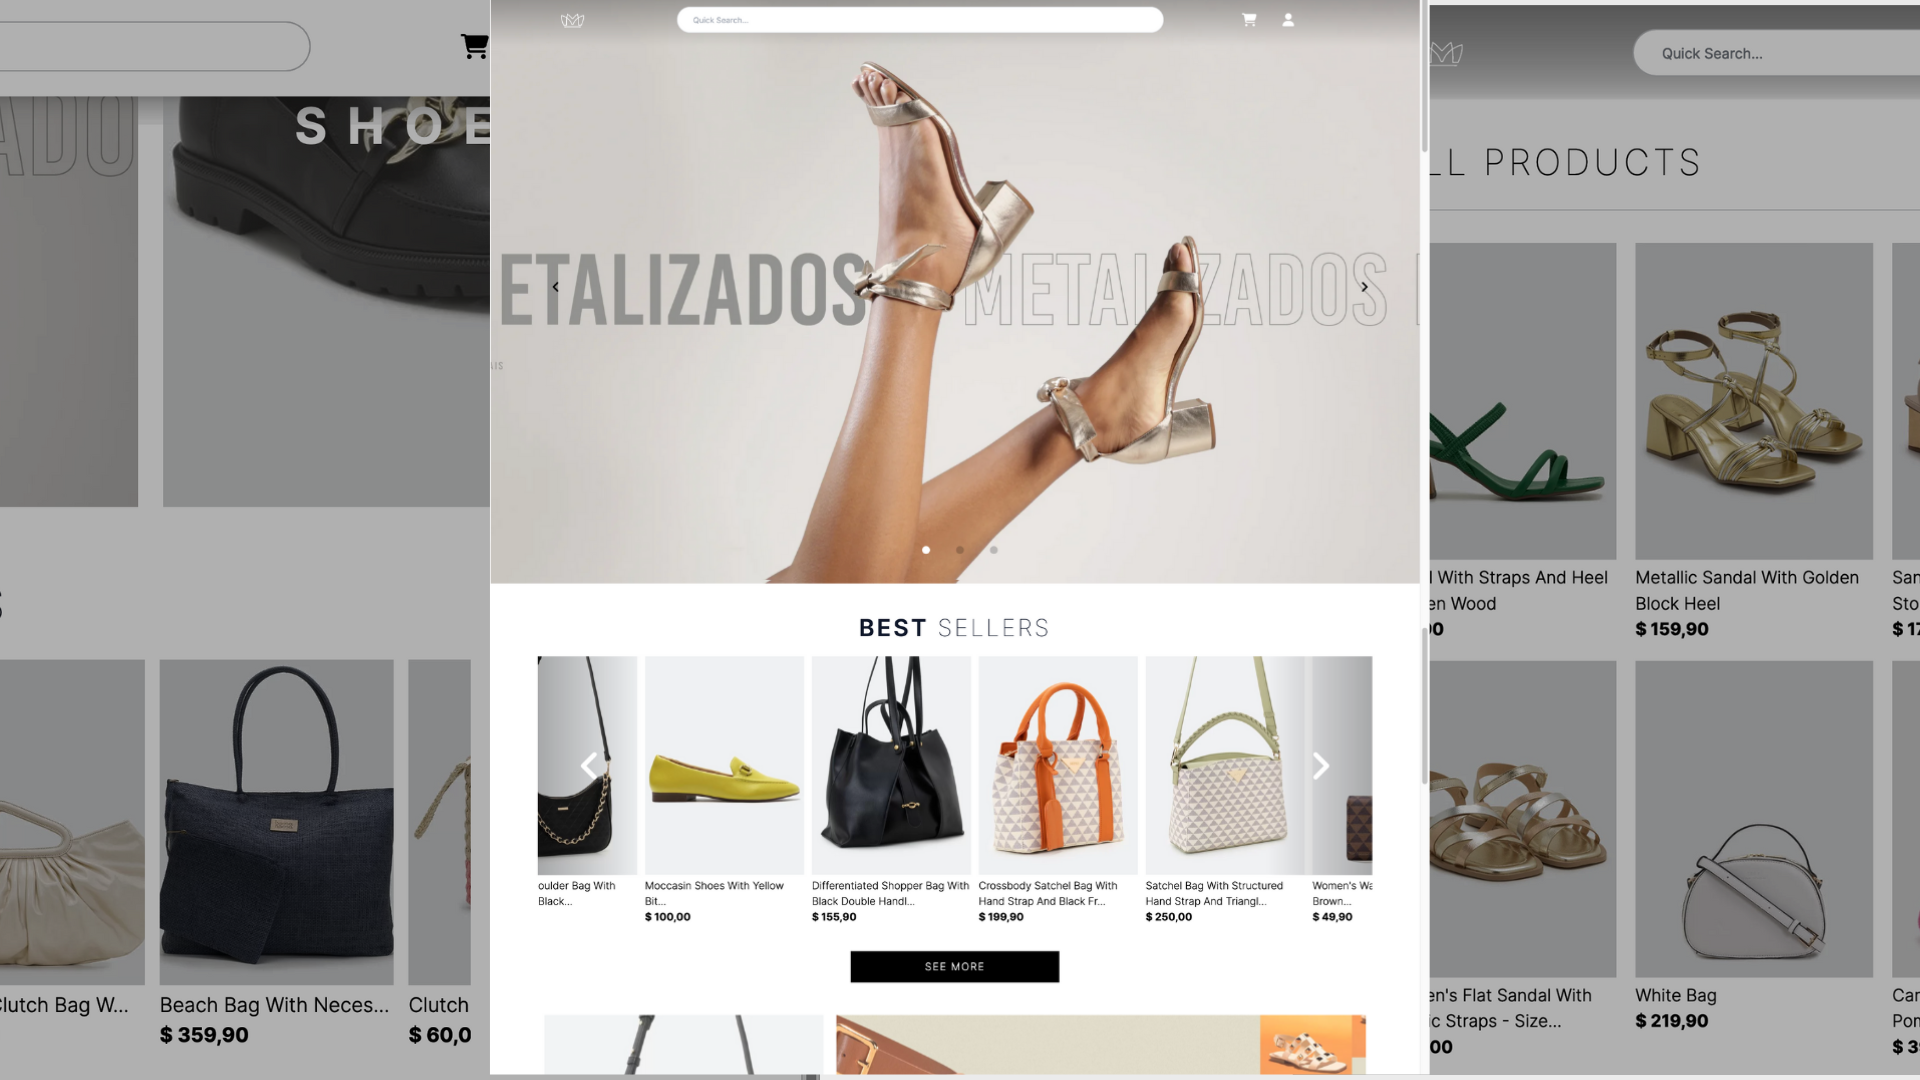 ADO
SHOE
S
Clutch Bag W...
Beach Bag With Neces...
$ 359,90
Clutch
$ 60,0
Quick Search...
ETALIZADOS
METALIZADOS
AIS
BEST SELLERS
oulder Bag With
Black...
Moccasin Shoes With Yellow
Bit...
$ 100,00
Differentiated Shopper Bag With
Black Double Handl...
$ 155,90
Crossbody Satchel Bag With
Hand Strap And Black Fr...
$ 199,90
Satchel Bag With Structured
Hand Strap And Triangl...
$ 250,00
Women's Wa
Brown...
$ 49,90
SEE MORE
Quick Search...
LL PRODUCTS
l With Straps And Heel
en Wood
90
Metallic Sandal With Golden
Block Heel
$ 159,90
San
Sto
$ 17
en's Flat Sandal With
ic Straps - Size...
00
White Bag
$ 219,90
Car
Pon
$ 3